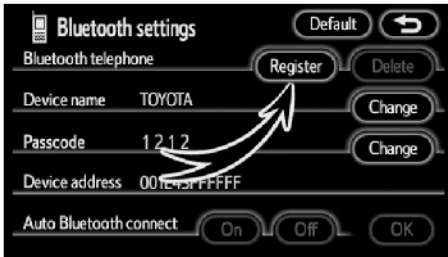 Bluetooth settings Default
Bluetooth telephone Register Delete
Device name TOYOTA Change
Passcode 1212 Change
Device address
Auto Bluetooth connect On Off OK